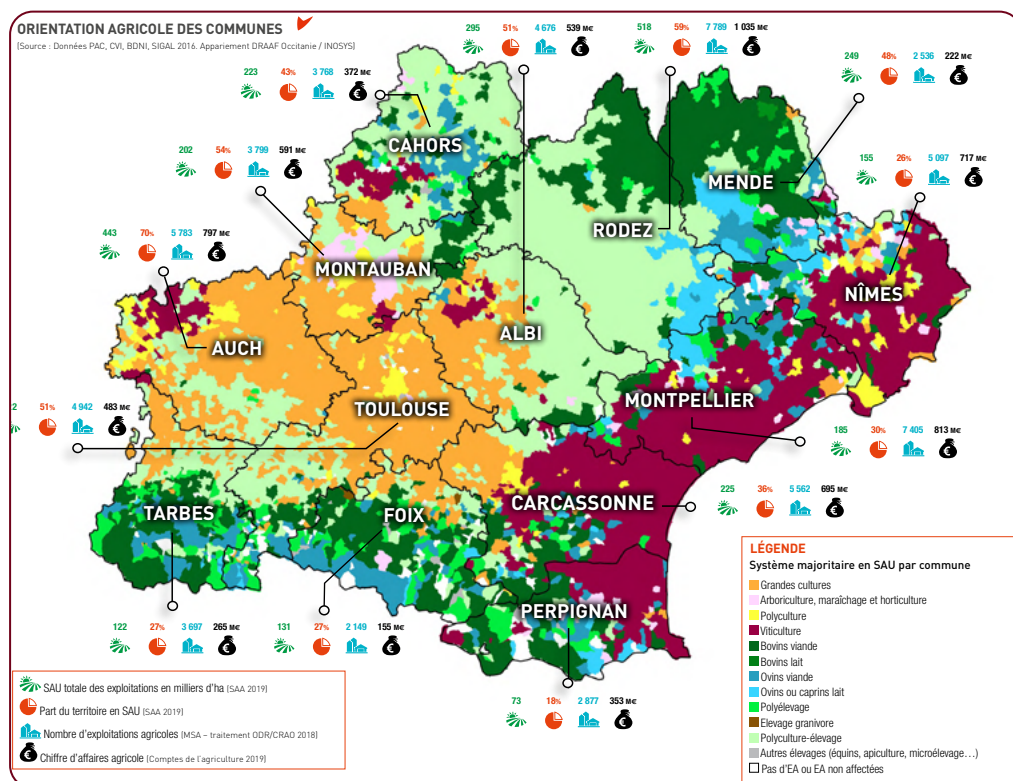 ORIENTATION AGRICOLE DES COMMUNES
(Source : Données PAC, CVI, BDNI, SIGAL 2016. Appariement DRAAF Occitanie / INOSYS)
295 51% 4 676 539 M€
518 59% 7 789 1 035 M€
249 48% 2 536 222 M€
223 43% 3 768 372 M€
CAHORS
202 54% 3 799 591 M€
MENDE
155 26% 5 097 717 M€
RODEZ
443 70% 5 783 797 M€
MONTAUBAN
NÎMES
ALBI
AUCH
MONTPELLIER
TOULOUSE
51% 4 942 483 M€
185 30% 7 405 813 M€
CARCASSONNE
225 36% 5 562 695 M€
TARBES
FOIX
PERPIGNAN
122 27% 3 697 265 M€
131 27% 2 149 155 M€
73 18% 2 877 353 M€
SAU totale des exploitations en milliers d'ha (SAA 2019)
Part du territoire en SAU (SAA 2019)
Nombre d'exploitations agricoles (MSA – traitement ODR/CRAO 2018)
Chiffre d'affaires agricole (Comptes de l'agriculture 2019)
LÉGENDE
Système majoritaire en SAU par commune
Grandes cultures
Arboriculture, maraîchage et horticulture
Polyculture
Viticulture
Bovins viande
Bovins lait
Ovins viande
Ovins ou caprins lait
Polyélevage
Elevage granivore
Polyculture-élevage
Autres élevages (équins, apiculture, microélevage…)
Pas d'EA ou EA non affectées